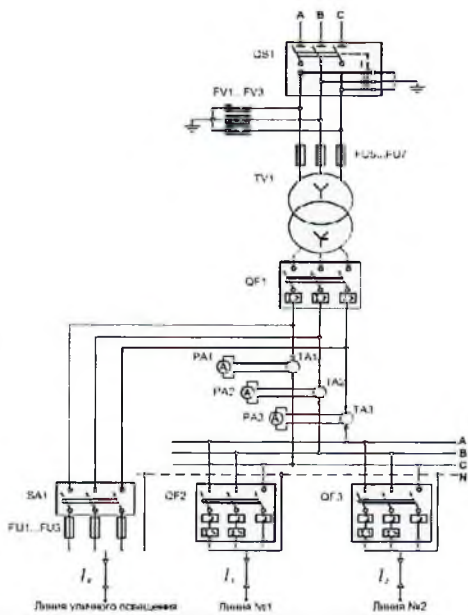 A B C
QS1
FV1...FV3
FU5...FU7
TV1
QF1
PA1 A TA1
PA2 A TA2
PA3 A TA3
A
B
C
N
SA1 QF2 QF3
FU1...FU3
I₁
Линия уличного освещения Линия №1 Линия №2